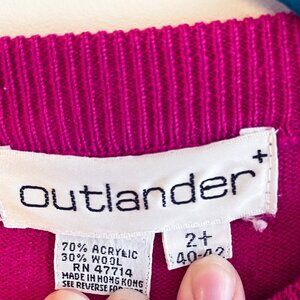 outlander+
70% ACRYLIC
30% WOOL
RN 47714
MADE IN HONG KONG
SEE REVERSE FOR
2+
40-42